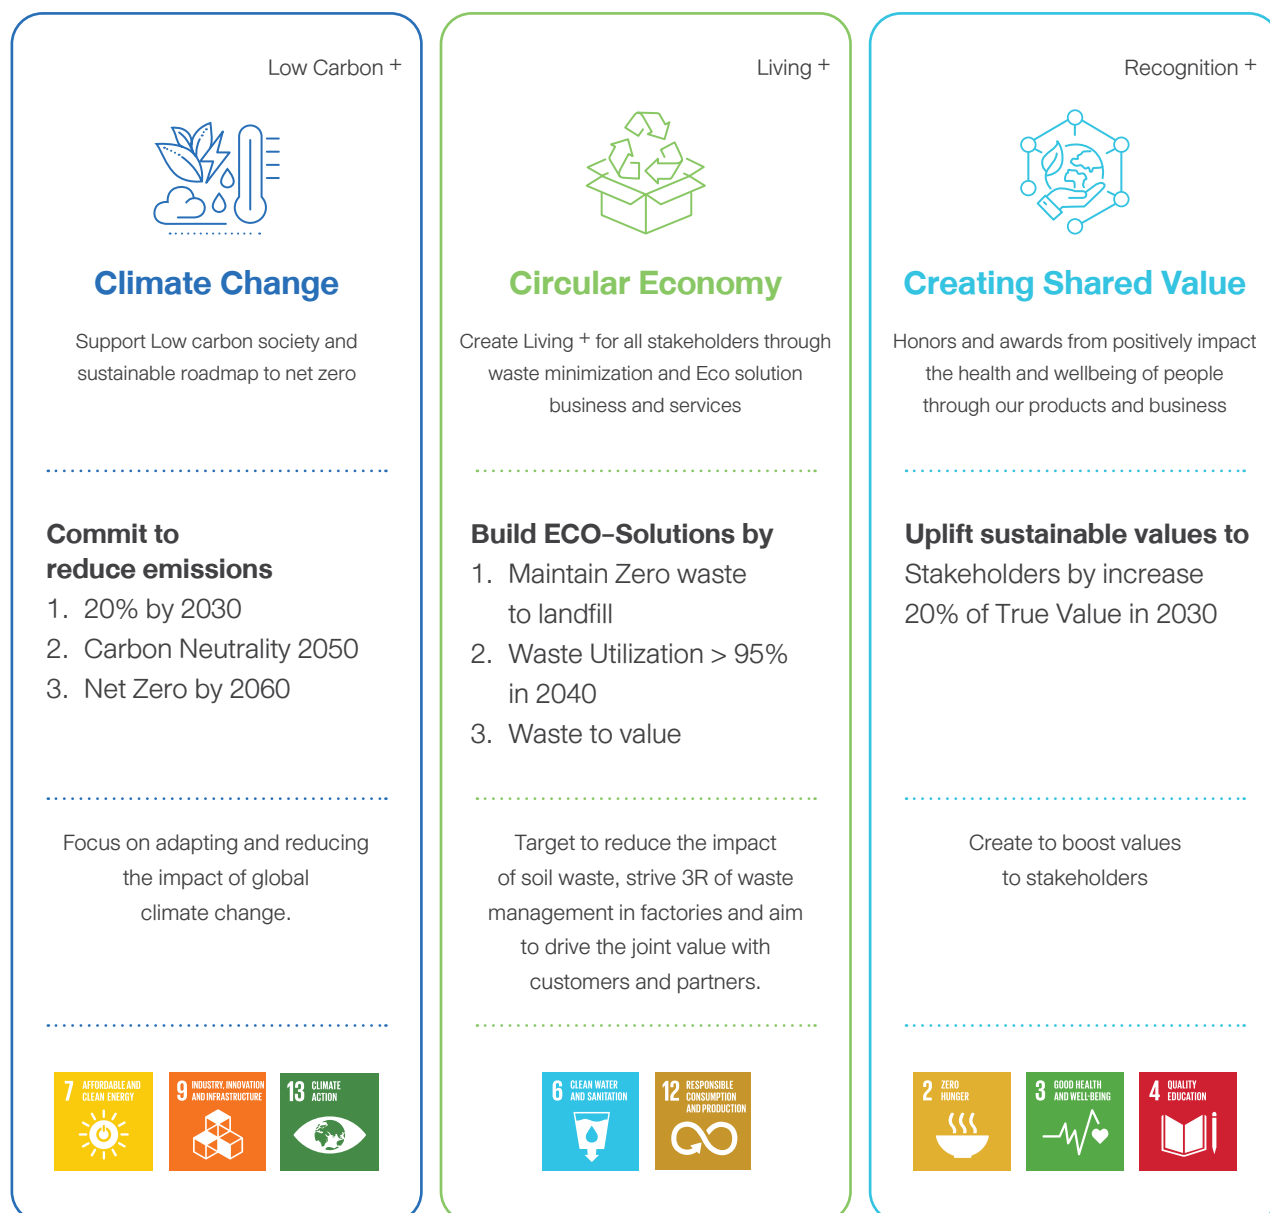 Low Carbon +
Climate Change
Support Low carbon society and
sustainable roadmap to net zero
Commit to
reduce emissions
1. 20% by 2030
2. Carbon Neutrality 2050
3. Net Zero by 2060
Focus on adapting and reducing
the impact of global
climate change.
7 AFFORDABLE AND
CLEAN ENERGY
9 INDUSTRY, INNOVATION
AND INFRASTRUCTURE
13 CLIMATE
ACTION
Living +
Circular Economy
Create Living + for all stakeholders through
waste minimization and Eco solution
business and services
Build ECO-Solutions by
1. Maintain Zero waste
to landfill
2. Waste Utilization > 95%
in 2040
3. Waste to value
Target to reduce the impact
of soil waste, strive 3R of waste
management in factories and aim
to drive the joint value with
customers and partners.
6 CLEAN WATER
AND SANITATION
12 RESPONSIBLE
CONSUMPTION
AND PRODUCTION
Recognition +
Creating Shared Value
Honors and awards from positively impact
the health and wellbeing of people
through our products and business
Uplift sustainable values to
Stakeholders by increase
20% of True Value in 2030
Create to boost values
to stakeholders
2 ZERO
HUNGER
3 GOOD HEALTH
AND WELL-BEING
4 QUALITY
EDUCATION